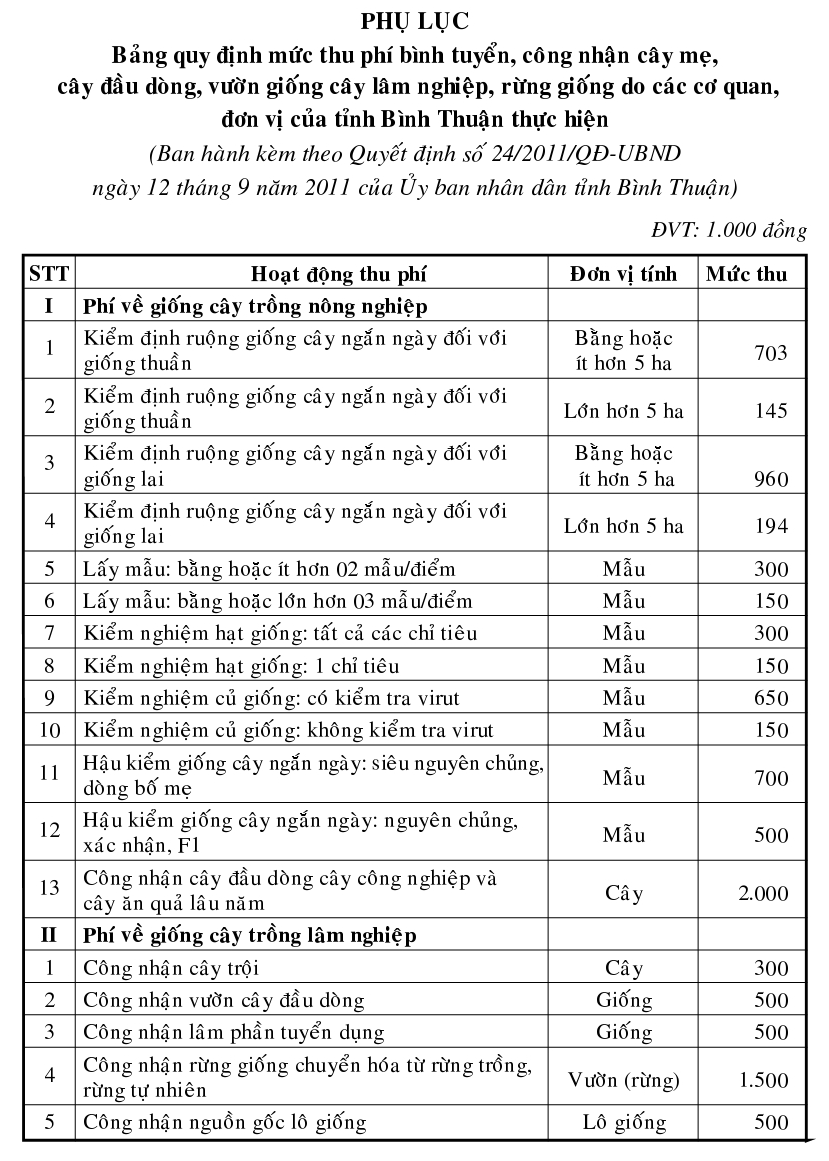 PHỤ LỤC
Bảng quy định mức thu phí bình tuyển, công nhận cây mẹ,
cây đầu dòng, vườn giống cây lâm nghiệp, rừng giống do các cơ quan,
đơn vị của tỉnh Bình Thuận thực hiện
(Ban hành kèm theo Quyết định số 24/2011/QĐ-UBND
ngày 12 tháng 9 năm 2011 của Ủy ban nhân dân tỉnh Bình Thuận)
ĐVT: 1.000 đồng
STT Hoạt động thu phí Đơn vị tính Mức thu
I Phí về giống cây trồng nông nghiệp
1 Kiểm định ruộng giống cây ngắn ngày đối với giống thuần Bằng hoặc ít hơn 5 ha 703
2 Kiểm định ruộng giống cây ngắn ngày đối với giống thuần Lớn hơn 5 ha 145
3 Kiểm định ruộng giống cây ngắn ngày đối với giống lai Bằng hoặc ít hơn 5 ha 960
4 Kiểm định ruộng giống cây ngắn ngày đối với giống lai Lớn hơn 5 ha 194
5 Lấy mẫu: bằng hoặc ít hơn 02 mẫu/điểm Mẫu 300
6 Lấy mẫu: bằng hoặc lớn hơn 03 mẫu/điểm Mẫu 150
7 Kiểm nghiệm hạt giống: tất cả các chỉ tiêu Mẫu 300
8 Kiểm nghiệm hạt giống: 1 chỉ tiêu Mẫu 150
9 Kiểm nghiệm củ giống: có kiểm tra virut Mẫu 650
10 Kiểm nghiệm củ giống: không kiểm tra virut Mẫu 150
11 Hậu kiểm giống cây ngắn ngày: siêu nguyên chủng, dòng bố mẹ Mẫu 700
12 Hậu kiểm giống cây ngắn ngày: nguyên chủng, xác nhận, F1 Mẫu 500
13 Công nhận cây đầu dòng cây công nghiệp và cây ăn quả lâu năm Cây 2.000
II Phí về giống cây trồng lâm nghiệp
1 Công nhận cây trội Cây 300
2 Công nhận vườn cây đầu dòng Giống 500
3 Công nhận lâm phần tuyển dụng Giống 500
4 Công nhận rừng giống chuyển hóa từ rừng trồng, rừng tự nhiên Vườn (rừng) 1.500
5 Công nhận nguồn gốc lô giống Lô giống 500